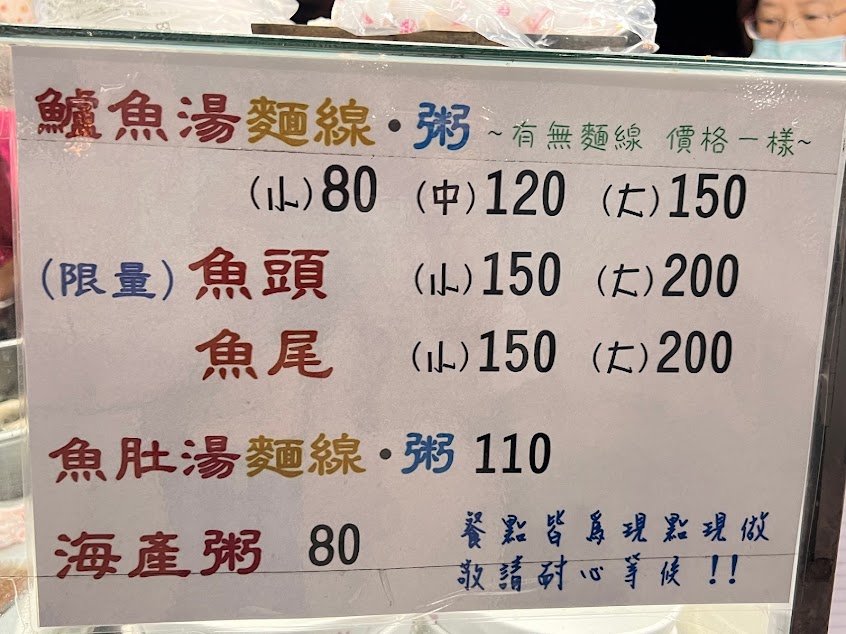 鱸魚湯麵線·粥 ~有無麵線 價格一樣~
(小)80 (中)120 (大)150
(限量)魚頭 (小)150 (大)200
魚尾 (小)150 (大)200
魚肚湯麵線·粥 110
海產粥 80
餐點皆為現點現做
敬請耐心等候!!